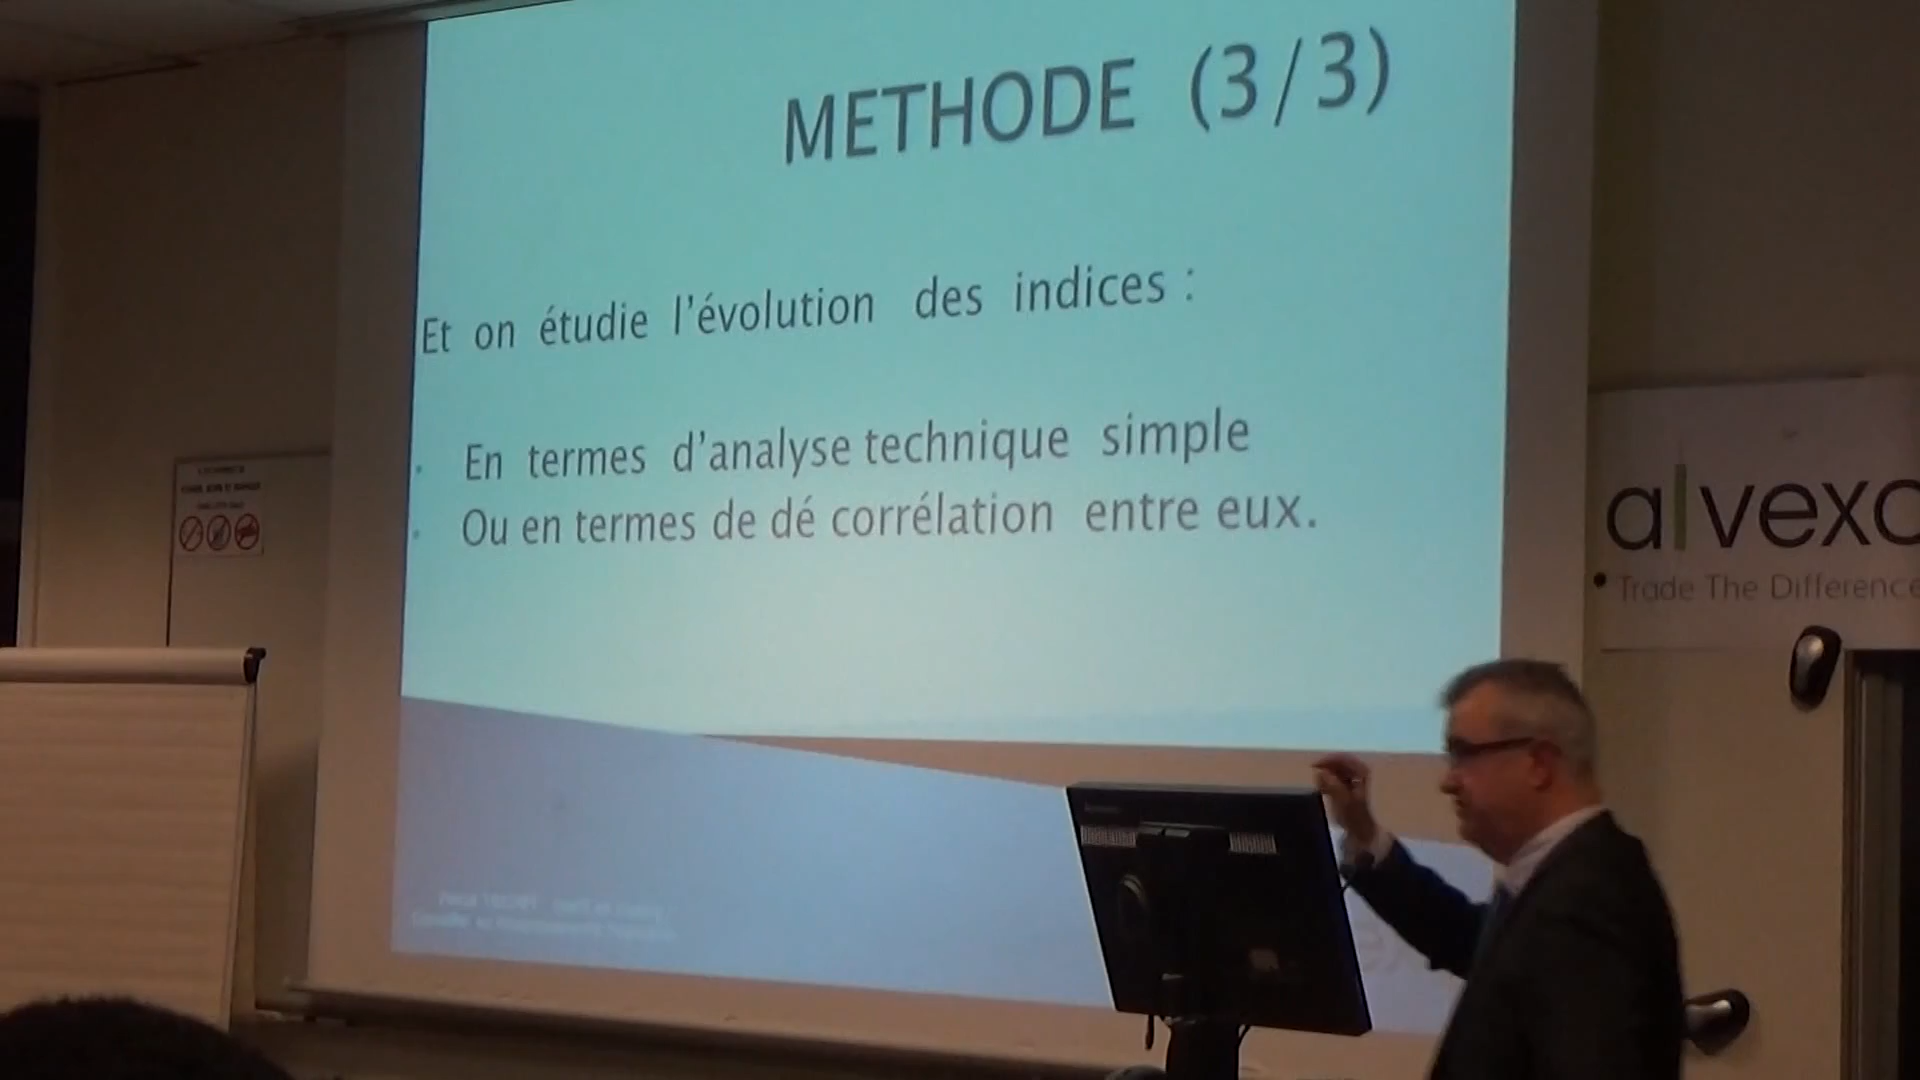 METHODE (3/3)
Et on étudie l'évolution des indices :
· En termes d'analyse technique simple
· Ou en termes de dé corrélation entre eux.
alvexo
Trade The Difference